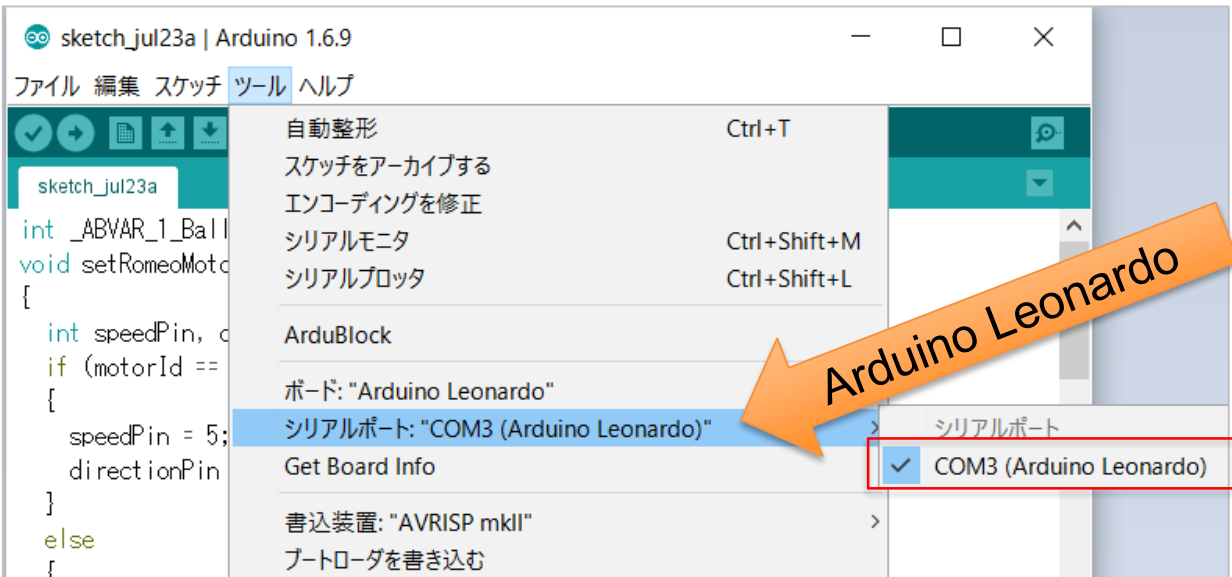 sketch_jul23a | Arduino 1.6.9
ファイル 編集 スケッチ ツール ヘルプ
自動整形 Ctrl+T
スケッチをアーカイブする
sketch_jul23a
エンコーディングを修正
int _ABVAR_1_Ball
シリアルモニタ Ctrl+Shift+M
void setRomeoMoto
シリアルプロッタ Ctrl+Shift+L
{
int speedPin,
ArduBlock
if (motorId ==
{
ボード: "Arduino Leonardo"
speedPin = 5;
シリアルポート: "COM3 (Arduino Leonardo)"
シリアルポート
directionPin
Get Board Info
COM3 (Arduino Leonardo)
}
書込装置: "AVRISP mkII"
else
ブートローダを書き込む
{
Arduino Leonardo